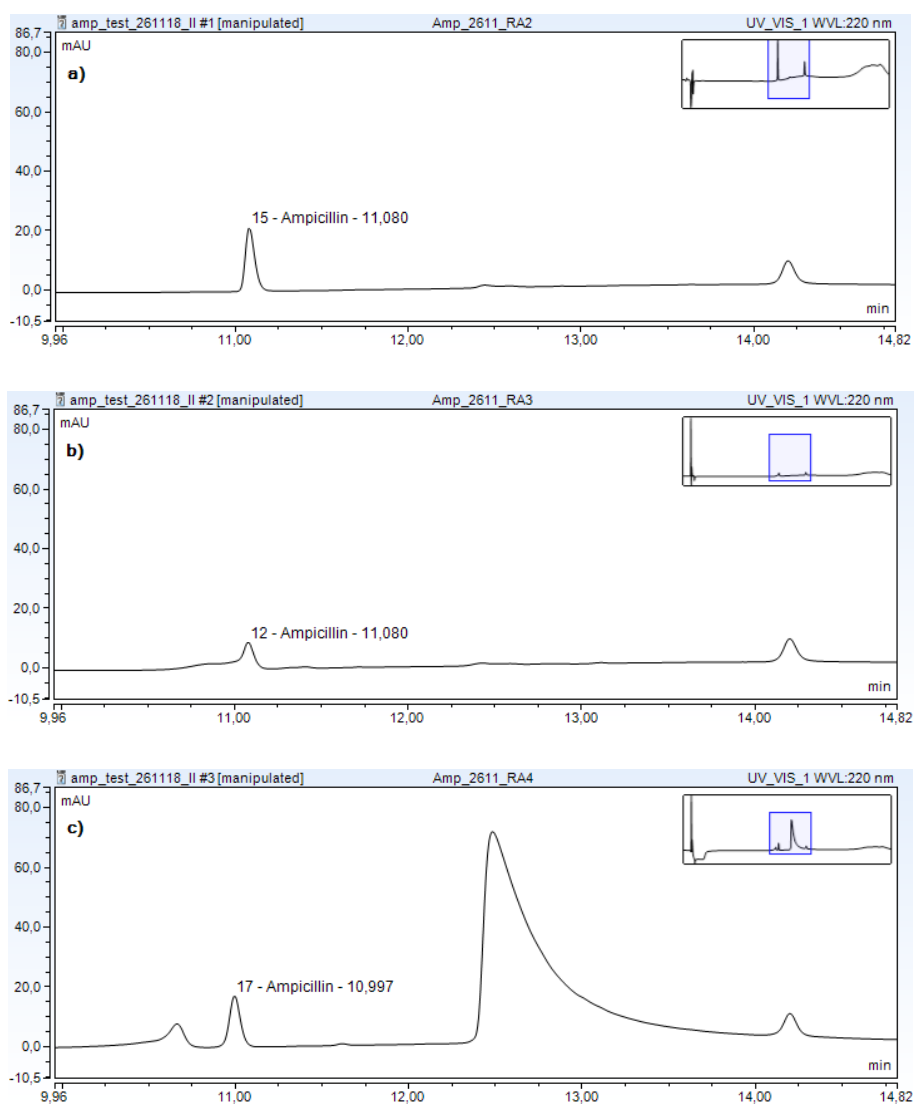 amp_test_261118_II #1 [manipulated] Amp_2611_RA2 UV_VIS_1 WVL:220 nm
86,7
mAU
80,0
a)
60,0
40,0
20,0
15 - Ampicillin - 11,080
0,0
min
-10,5
9,96 11,00 12,00 13,00 14,00 14,82
amp_test_261118_II #2 [manipulated] Amp_2611_RA3 UV_VIS_1 WVL:220 nm
86,7
mAU
80,0
b)
60,0
40,0
20,0
12 - Ampicillin - 11,080
0,0
min
-10,5
9,96 11,00 12,00 13,00 14,00 14,82
amp_test_261118_II #3 [manipulated] Amp_2611_RA4 UV_VIS_1 WVL:220 nm
86,7
mAU
80,0
c)
60,0
40,0
20,0
17 - Ampicillin - 10,997
0,0
min
-10,5
9,96 11,00 12,00 13,00 14,00 14,82